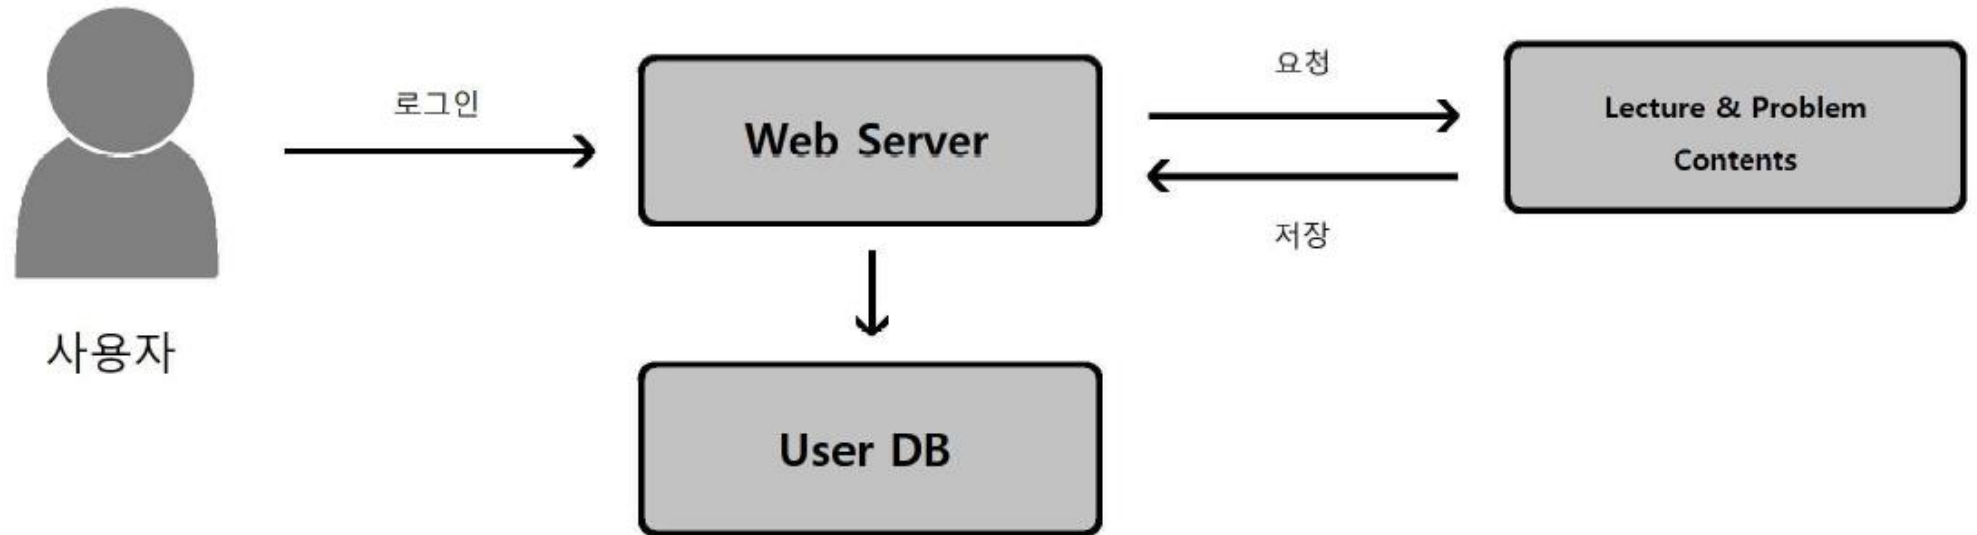 로그인
Web Server
요청
Lecture & Problem
Contents
저장
사용자
User DB